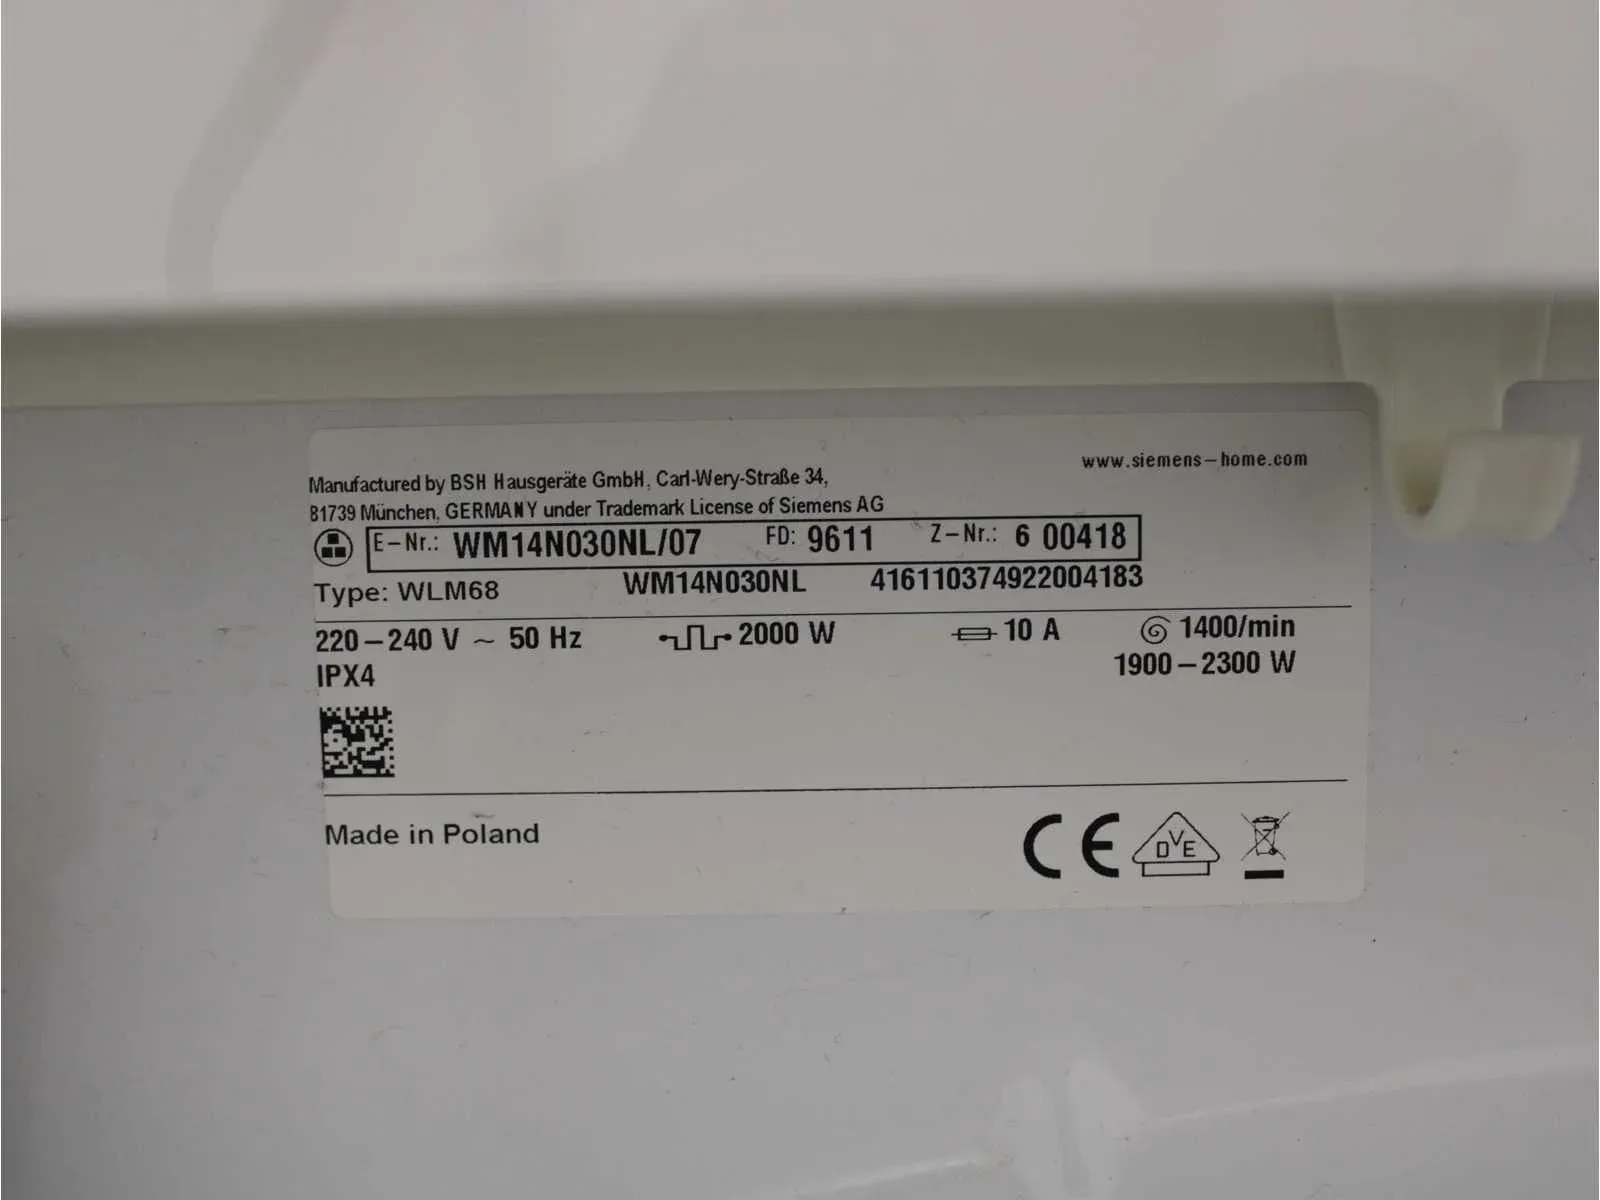 www.siemens-home.com
Manufactured by BSH Hausgeräte GmbH, Carl-Wery-Straße 34,
81739 München, GERMANY under Trademark License of Siemens AG
E-Nr.: WM14N030NL/07 FD: 9611 Z-Nr.: 6 00418
Type: WLM68 WM14N030NL 416110374922004183
220-240 V ~ 50 Hz 2000 W 10 A 1400/min
IPX4 1900-2300 W
Made in Poland
CE DVE